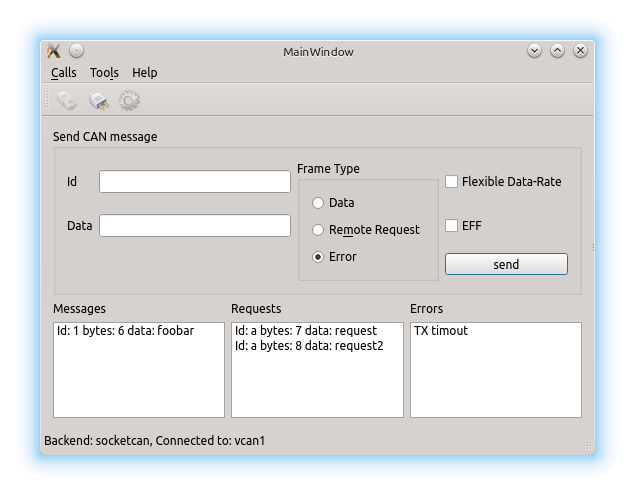 MainWindow
Calls Tools Help
Send CAN message
Id
Data
Frame Type
Data
Remote Request
Error
Flexible Data-Rate
EFF
send
Messages
Id: 1 bytes: 6 data: foobar
Requests
Id: a bytes: 7 data: request
Id: a bytes: 8 data: request2
Errors
TX timout
Backend: socketcan, Connected to: vcan1